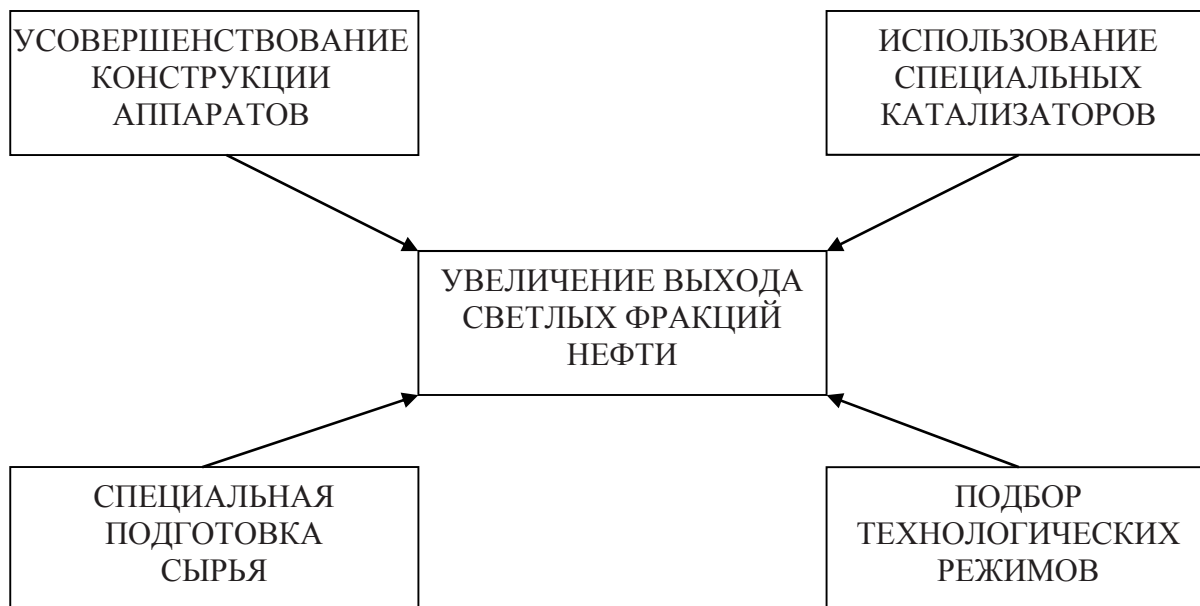 УСОВЕРШЕНСТВОВАНИЕ
КОНСТРУКЦИИ
АППАРАТОВ
ИСПОЛЬЗОВАНИЕ
СПЕЦИАЛЬНЫХ
КАТАЛИЗАТОРОВ
УВЕЛИЧЕНИЕ ВЫХОДА
СВЕТЛЫХ ФРАКЦИЙ
НЕФТИ
СПЕЦИАЛЬНАЯ
ПОДГОТОВКА
СЫРЬЯ
ПОДБОР
ТЕХНОЛОГИЧЕСКИХ
РЕЖИМОВ